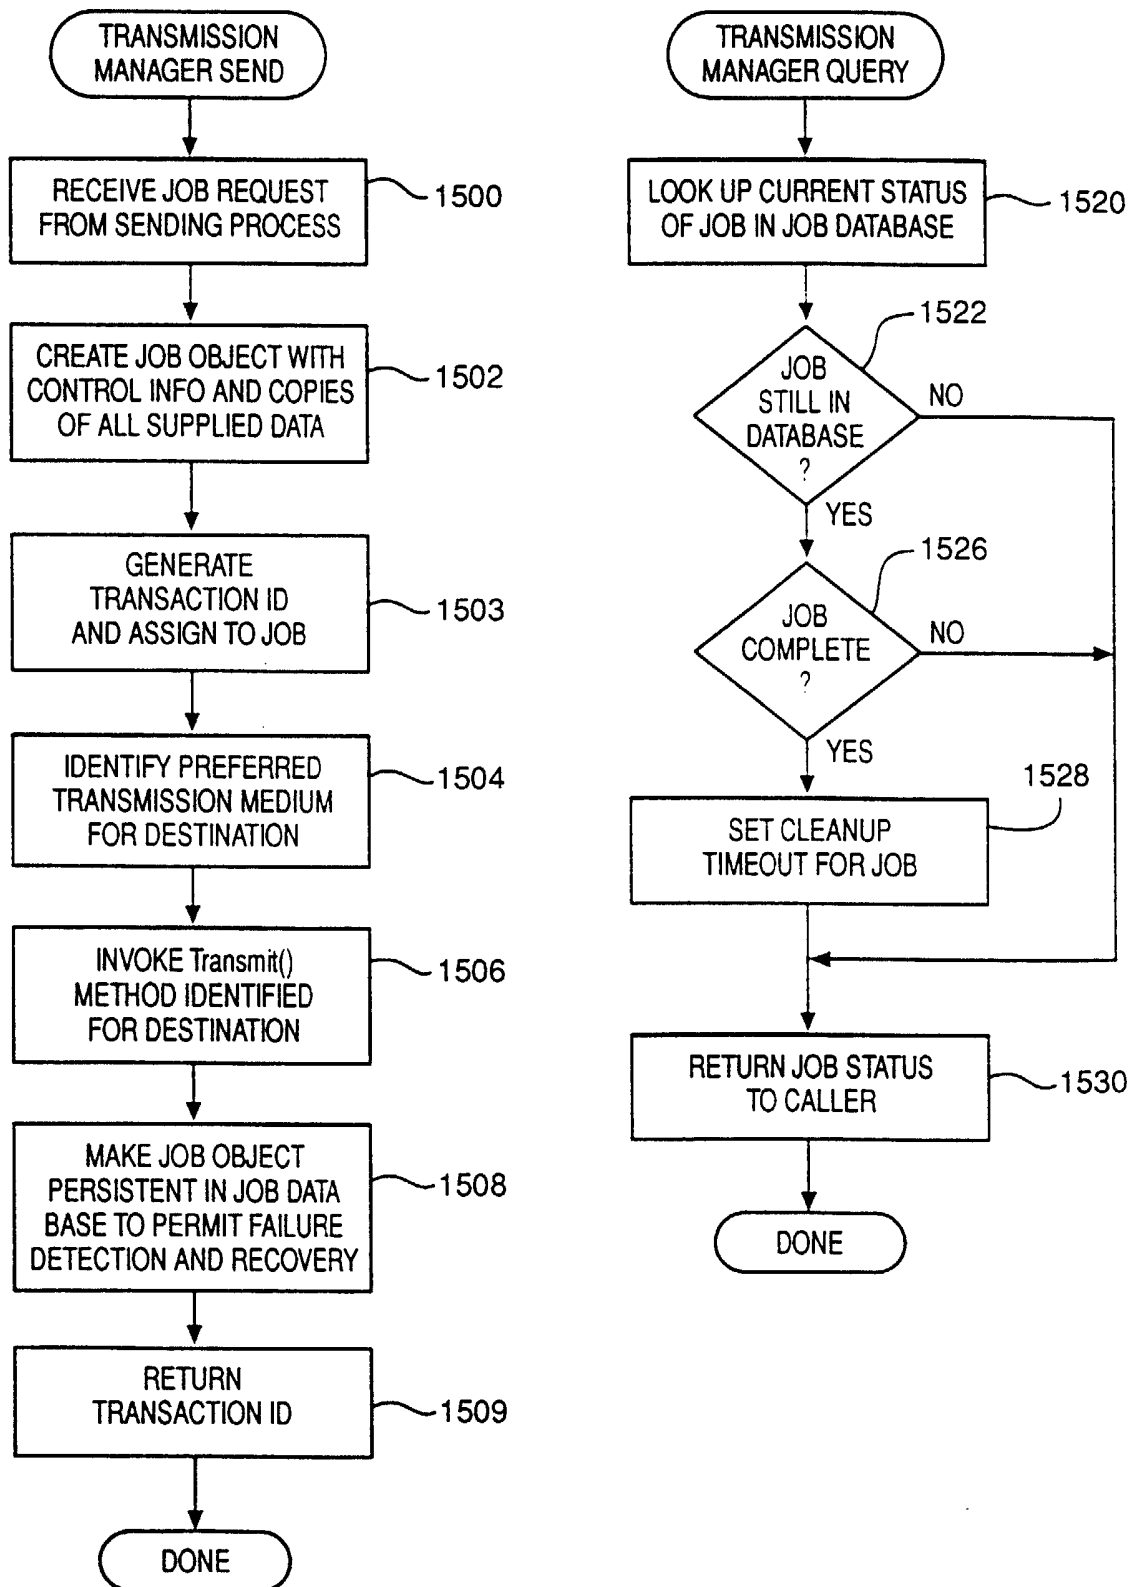 TRANSMISSION
MANAGER SEND
RECEIVE JOB REQUEST
FROM SENDING PROCESS
1500
CREATE JOB OBJECT WITH
CONTROL INFO AND COPIES
OF ALL SUPPLIED DATA
1502
GENERATE
TRANSACTION ID
AND ASSIGN TO JOB
1503
IDENTIFY PREFERRED
TRANSMISSION MEDIUM
FOR DESTINATION
1504
INVOKE Transmit()
METHOD IDENTIFIED
FOR DESTINATION
1506
MAKE JOB OBJECT
PERSISTENT IN JOB DATA
BASE TO PERMIT FAILURE
DETECTION AND RECOVERY
1508
RETURN
TRANSACTION ID
1509
DONE
TRANSMISSION
MANAGER QUERY
LOOK UP CURRENT STATUS
OF JOB IN JOB DATABASE
1520
1522
JOB
STILL IN
DATABASE
?
NO
YES
1526
JOB
COMPLETE
?
NO
YES
1528
SET CLEANUP
TIMEOUT FOR JOB
RETURN JOB STATUS
TO CALLER
1530
DONE